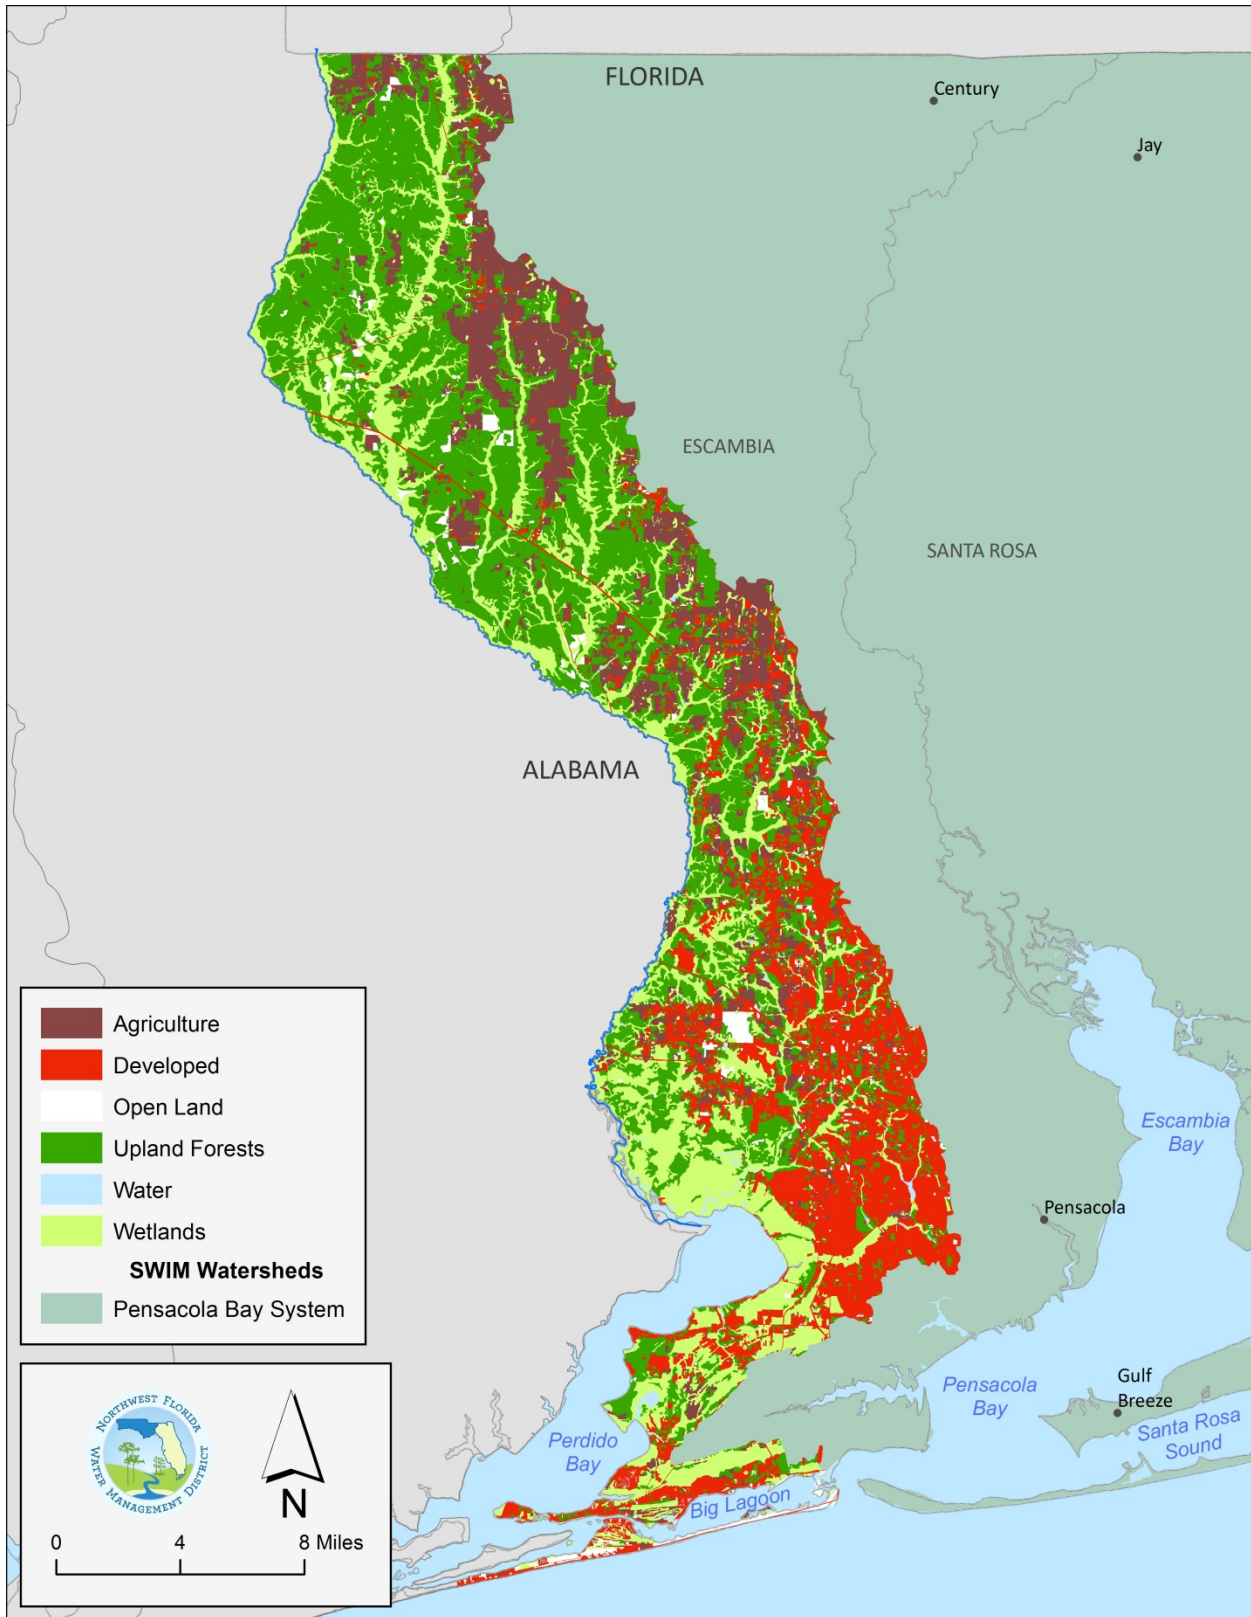 FLORIDA
Century
Jay
ESCAMBIA
SANTA ROSA
ALABAMA
Escambia
Bay
Pensacola
Pensacola
Bay
Gulf
Breeze
Santa Rosa
Sound
Perdido
Bay
Big Lagoon
Agriculture
Developed
Open Land
Upland Forests
Water
Wetlands
SWIM Watersheds
Pensacola Bay System
NORTHWEST FLORIDA
WATER MANAGEMENT DISTRICT
N
0 4 8 Miles